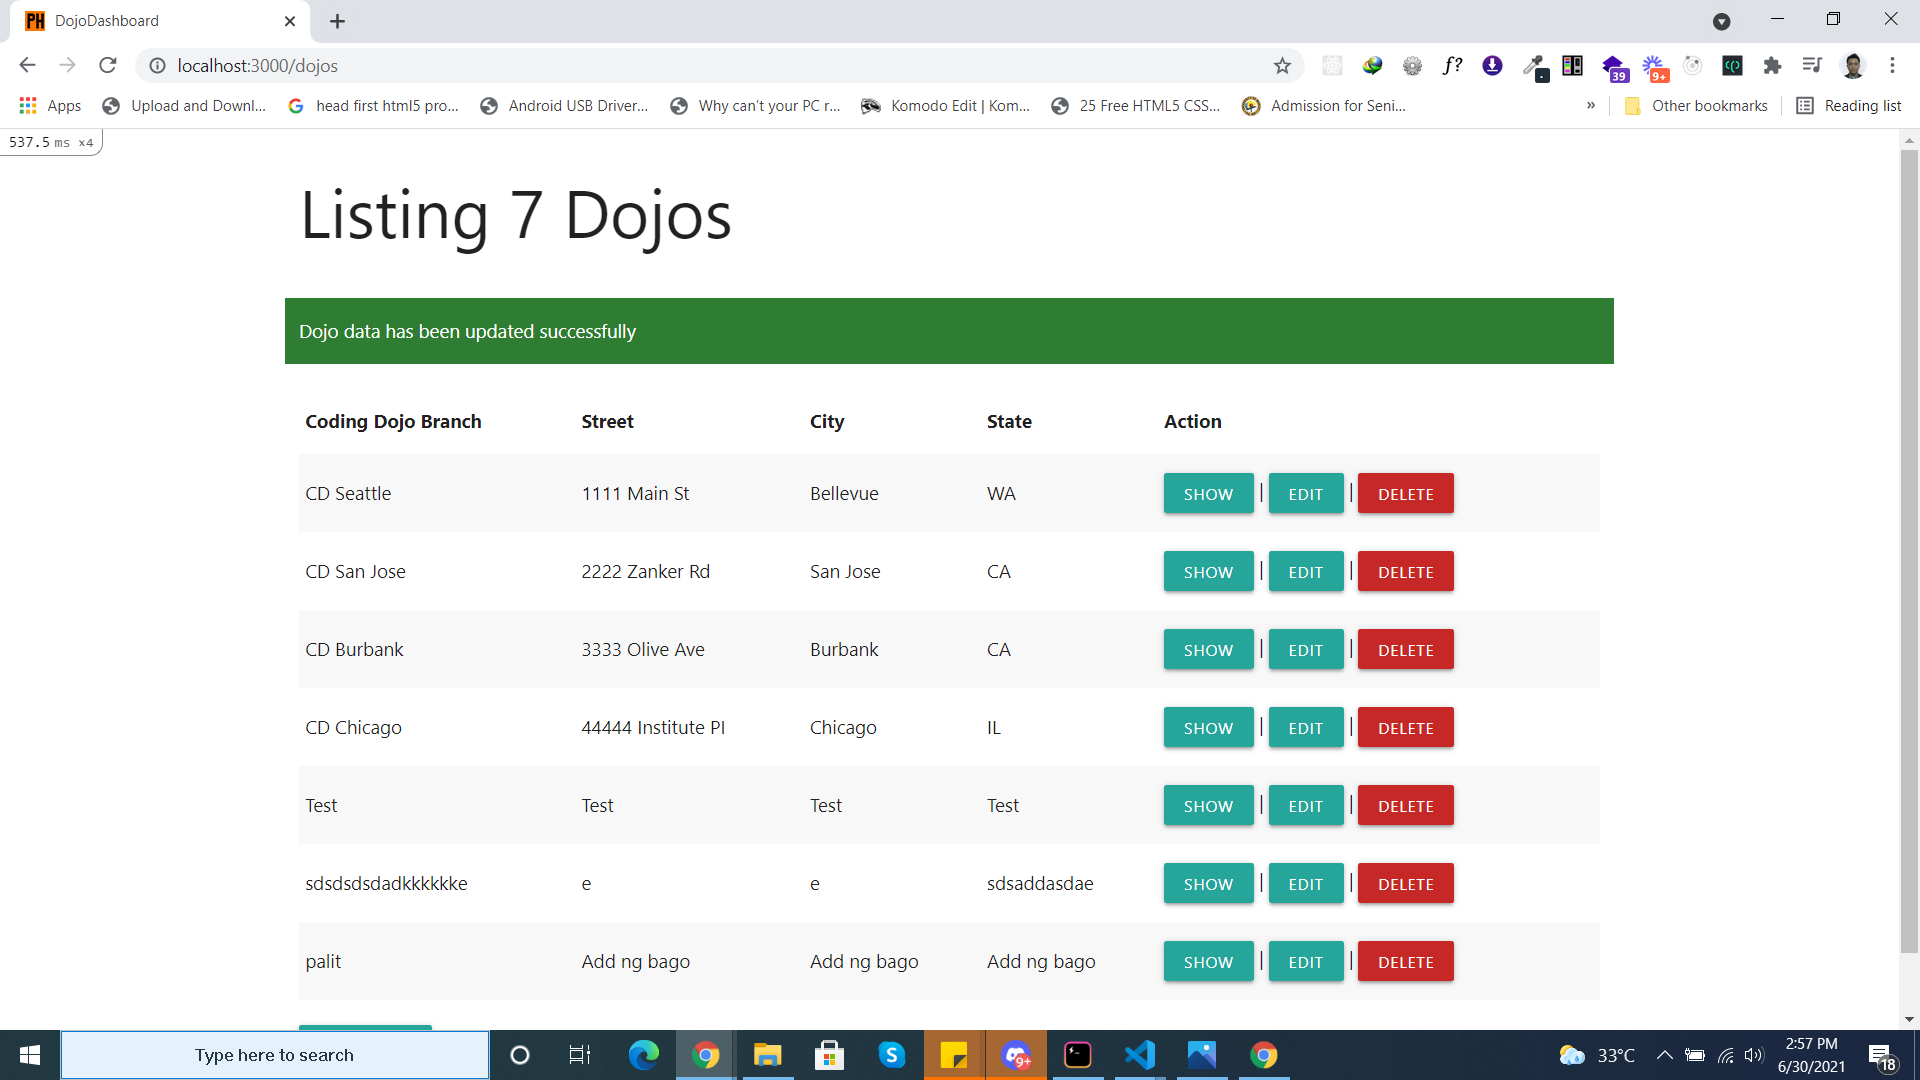 PH DojoDashboard
localhost:3000/dojos
f? 39 9+
Apps Upload and Downl... head first html5 pro... Android USB Driver... Why can't your PC r... Komodo Edit | Kom... 25 Free HTML5 CSS... Admission for Seni... » Other bookmarks Reading list
537.5 ms ×4
Listing 7 Dojos
Dojo data has been updated successfully
Coding Dojo Branch Street City State Action
CD Seattle 1111 Main St Bellevue WA SHOW | EDIT | DELETE
CD San Jose 2222 Zanker Rd San Jose CA SHOW | EDIT | DELETE
CD Burbank 3333 Olive Ave Burbank CA SHOW | EDIT | DELETE
CD Chicago 44444 Institute PI Chicago IL SHOW | EDIT | DELETE
Test Test Test Test SHOW | EDIT | DELETE
sdsdsdsdadkkkkkke e e sdsaddasdae SHOW | EDIT | DELETE
palit Add ng bago Add ng bago Add ng bago SHOW | EDIT | DELETE
Type here to search 9+ 33°C 2:57 PM
6/30/2021 18